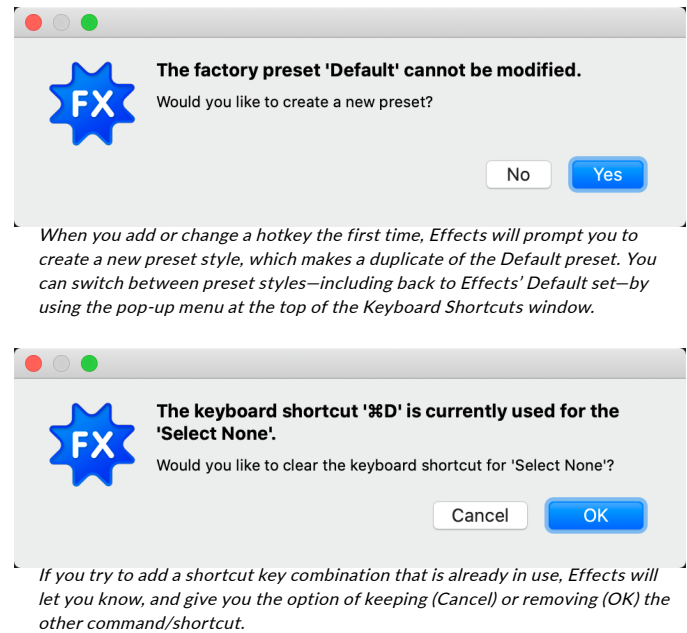 FX
The factory preset 'Default' cannot be modified.
Would you like to create a new preset?
No
Yes
When you add or change a hotkey the first time, Effects will prompt you to
create a new preset style, which makes a duplicate of the Default preset. You
can switch between preset styles—including back to Effects’ Default set—by
using the pop-up menu at the top of the Keyboard Shortcuts window.
FX
The keyboard shortcut '⌘D' is currently used for the
'Select None'.
Would you like to clear the keyboard shortcut for 'Select None'?
Cancel
OK
If you try to add a shortcut key combination that is already in use, Effects will
let you know, and give you the option of keeping (Cancel) or removing (OK) the
other command/shortcut.